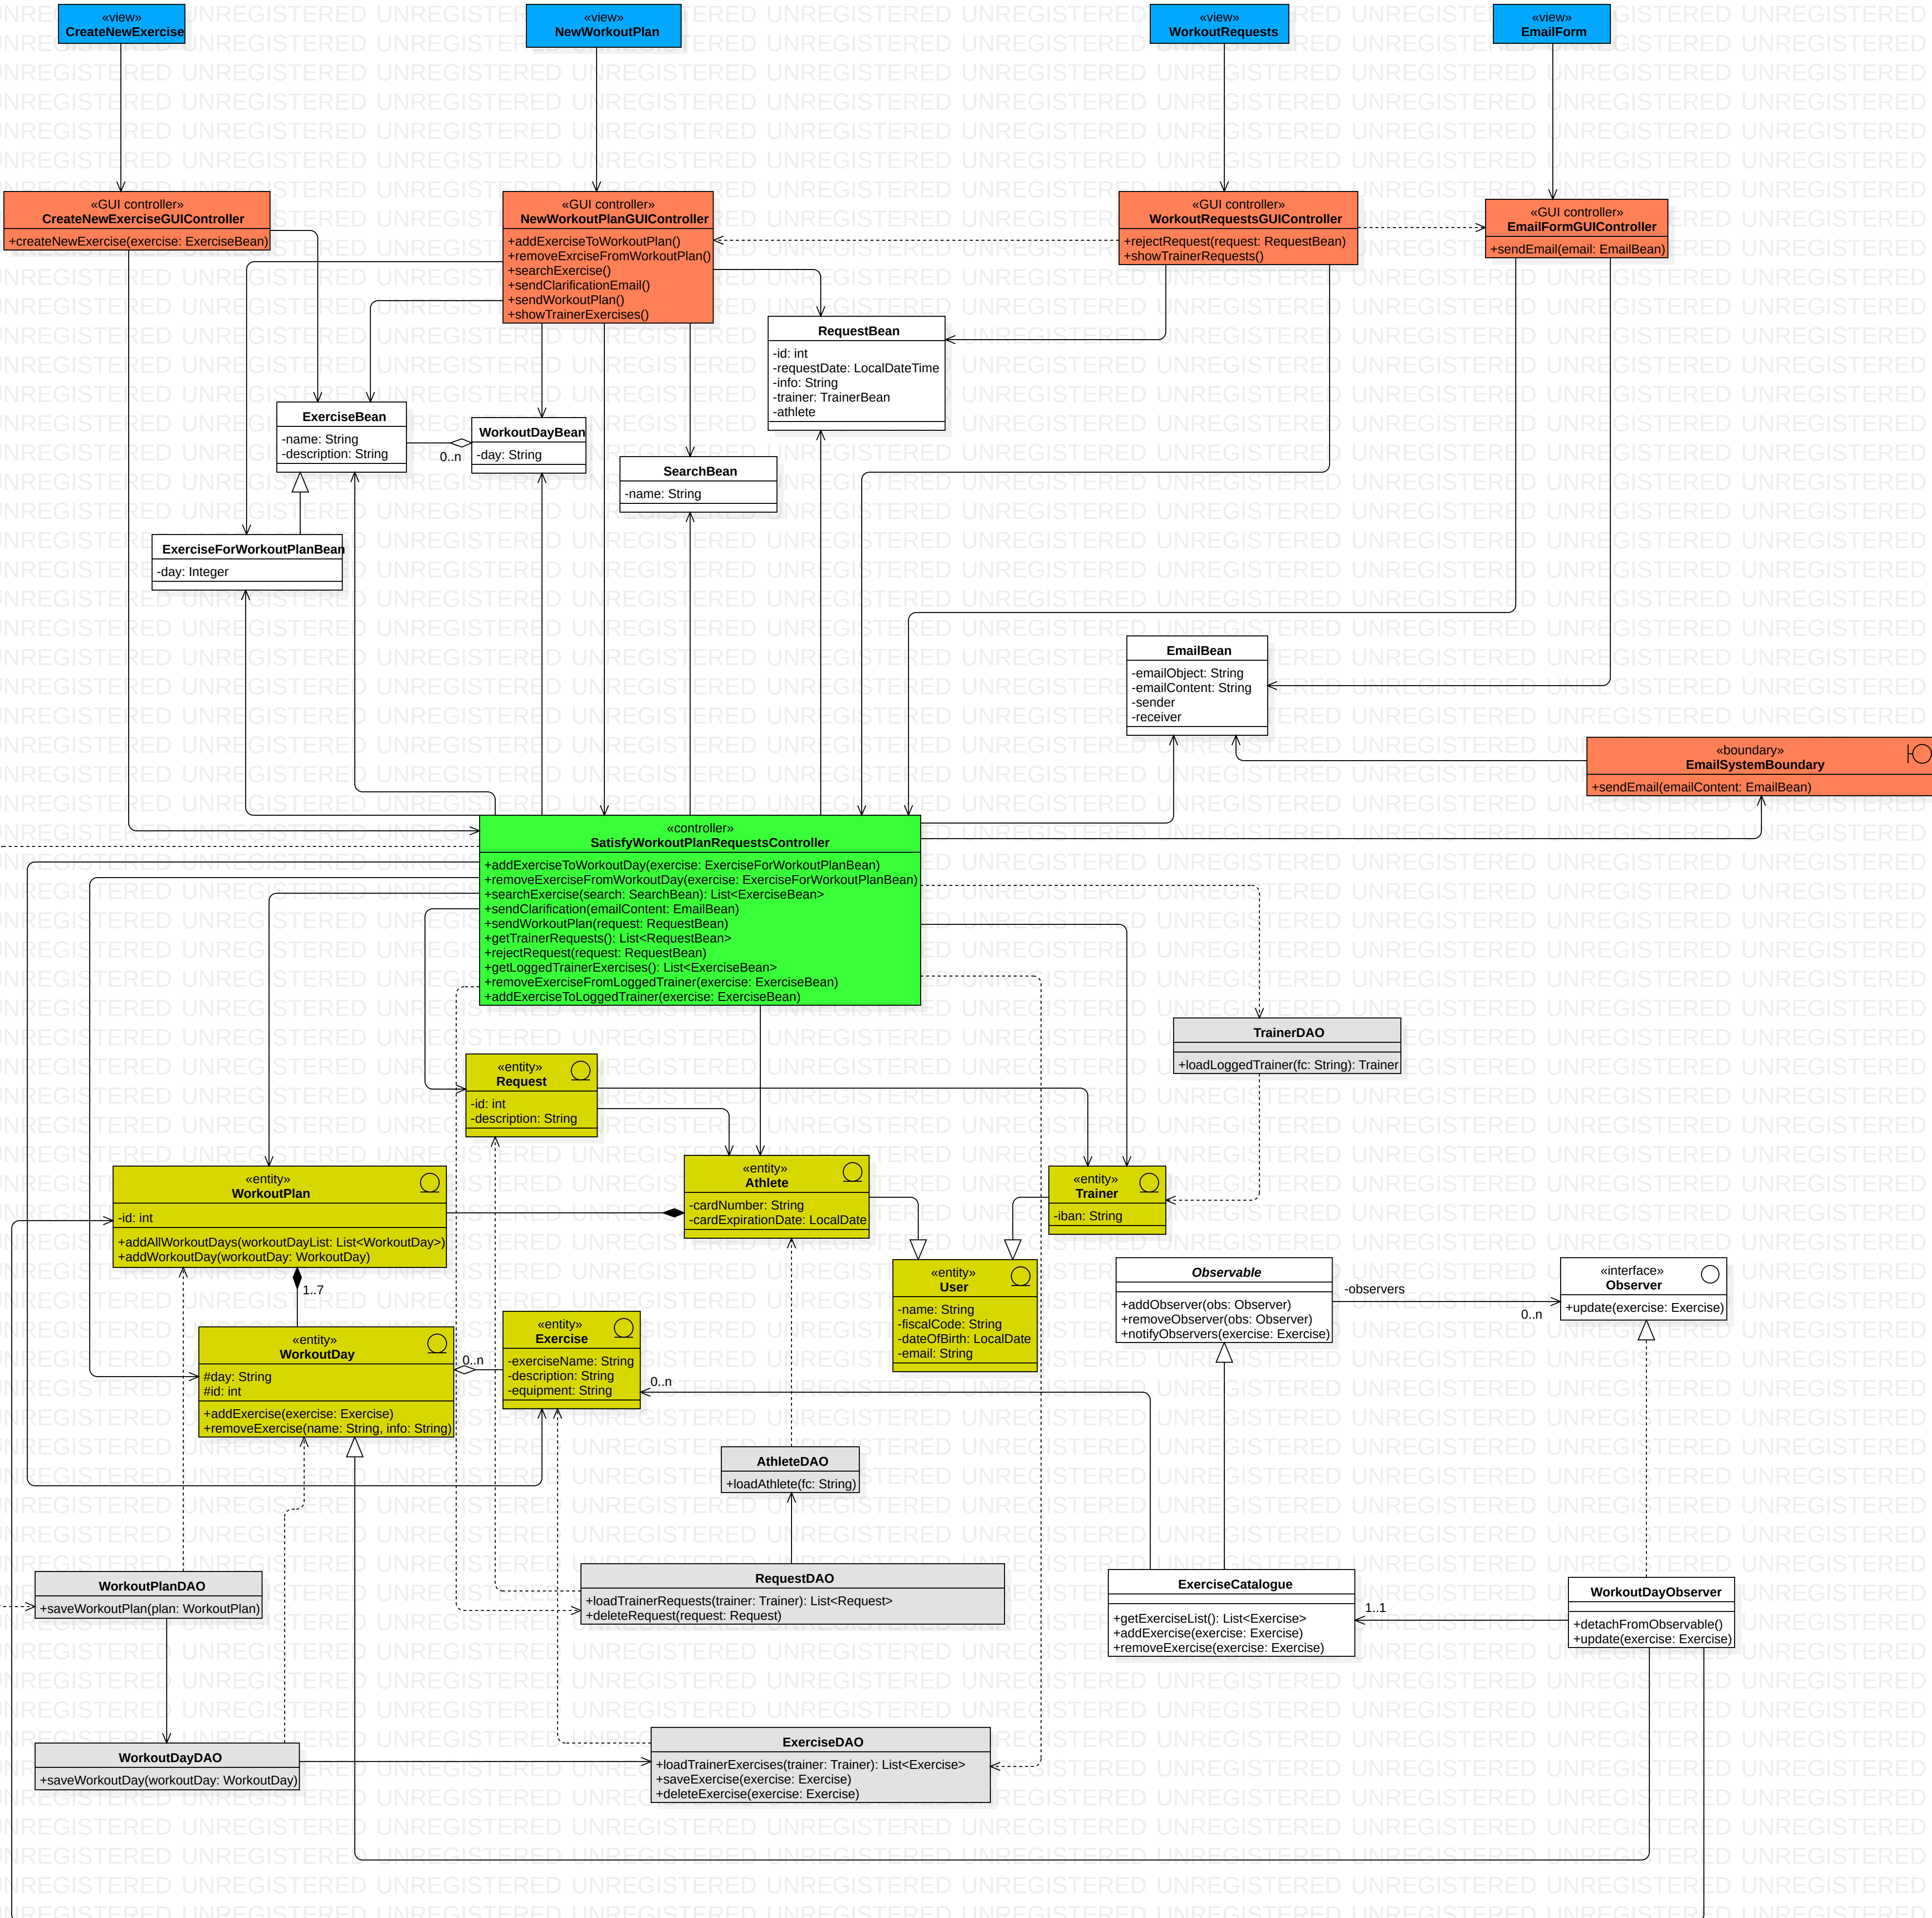 «view»
CreateNewExercise
«view»
NewWorkoutPlan
«view»
WorkoutRequests
«view»
EmailForm
«GUI controller»
CreateNewExerciseGUIController
+createNewExercise(exercise: ExerciseBean)
«GUI controller»
NewWorkoutPlanGUIController
+addExerciseToWorkoutPlan()
+removeExrciseFromWorkoutPlan()
+searchExercise()
+sendClarificationEmail()
+sendWorkoutPlan()
+showTrainerExercises()
«GUI controller»
WorkoutRequestsGUIController
+rejectRequest(request: RequestBean)
+showTrainerRequests()
«GUI controller»
EmailFormGUIController
+sendEmail(email: EmailBean)
RequestBean
-id: int
-requestDate: LocalDateTime
-info: String
-trainer: TrainerBean
-athlete
ExerciseBean
-name: String
-description: String
0..n
WorkoutDayBean
-day: String
SearchBean
-name: String
ExerciseForWorkoutPlanBean
-day: Integer
EmailBean
-emailObject: String
-emailContent: String
-sender
-receiver
«boundary»
EmailSystemBoundary
+sendEmail(emailContent: EmailBean)
«controller»
SatisfyWorkoutPlanRequestsController
+addExerciseToWorkoutDay(exercise: ExerciseForWorkoutPlanBean)
+removeExerciseFromWorkoutDay(exercise: ExerciseForWorkoutPlanBean)
+searchExercise(search: SearchBean): List<ExerciseBean>
+sendClarification(emailContent: EmailBean)
+sendWorkoutPlan(request: RequestBean)
+getTrainerRequests(): List<RequestBean>
+rejectRequest(request: RequestBean)
+getLoggedTrainerExercises(): List<ExerciseBean>
+removeExerciseFromLoggedTrainer(exercise: ExerciseBean)
+addExerciseToLoggedTrainer(exercise: ExerciseBean)
TrainerDAO
+loadLoggedTrainer(fc: String): Trainer
«entity»
Request
-id: int
-description: String
«entity»
WorkoutPlan
-id: int
+addAllWorkoutDays(workoutDayList: List<WorkoutDay>)
+addWorkoutDay(workoutDay: WorkoutDay)
1..7
«entity»
Athlete
-cardNumber: String
-cardExpirationDate: LocalDate
«entity»
Trainer
-iban: String
«entity»
User
-name: String
-fiscalCode: String
-dateOfBirth: LocalDate
-email: String
Observable
+addObserver(obs: Observer)
+removeObserver(obs: Observer)
+notifyObservers(exercise: Exercise)
-observers
0..n
«interface»
Observer
+update(exercise: Exercise)
«entity»
WorkoutDay
#day: String
#id: int
+addExercise(exercise: Exercise)
+removeExercise(name: String, info: String)
0..n
«entity»
Exercise
-exerciseName: String
-description: String
-equipment: String
0..n
AthleteDAO
+loadAthlete(fc: String)
WorkoutPlanDAO
+saveWorkoutPlan(plan: WorkoutPlan)
RequestDAO
+loadTrainerRequests(trainer: Trainer): List<Request>
+deleteRequest(request: Request)
ExerciseCatalogue
+getExerciseList(): List<Exercise>
+addExercise(exercise: Exercise)
+removeExercise(exercise: Exercise)
1..1
WorkoutDayObserver
+detachFromObservable()
+update(exercise: Exercise)
WorkoutDayDAO
+saveWorkoutDay(workoutDay: WorkoutDay)
ExerciseDAO
+loadTrainerExercises(trainer: Trainer): List<Exercise>
+saveExercise(exercise: Exercise)
+deleteExercise(exercise: Exercise)
UNREGISTERED